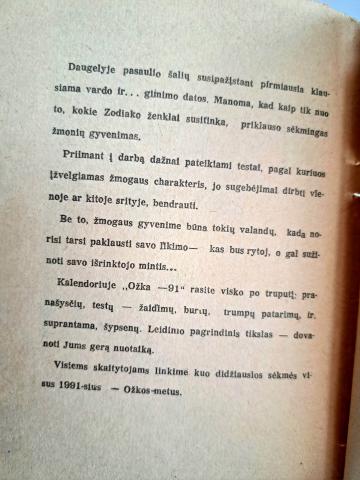 Daugelyje pasaulio šalių susipažįstant pirmiausia klau-
siama vardo ir... gimimo datos. Manoma, kad kaip tik nuo
to, kokie Zodiako ženklai susitinka, priklauso sėkmingas
žmonių gyvenimas.
Priimant į darbą dažnai pateikiami testai, pagal kuriuos
įžvelgiamas žmogaus charakteris, jo sugebėjimai dirbti vie-
noje ar kitoje srityje, bendrauti.
Be to, žmogaus gyvenime būna tokių valandų, kada no-
risi tarsi paklausti savo likimo— kas bus rytoj, o gal suži-
noti savo išrinktojo mintis...
Kalendoriuje „Ožka —91" rasite visko po truputį: pra-
našysčių, testų — žaidimų, burtų, trumpų patarimų, ir,
suprantama, šypsenų. Leidinio pagrindinis tikslas — dova-
noti Jums gerą nuotaiką.
Visiems skaitytojams linkime kuo didžiausios sėkmės vi-
sus 1991-sius — Ožkos-metus.